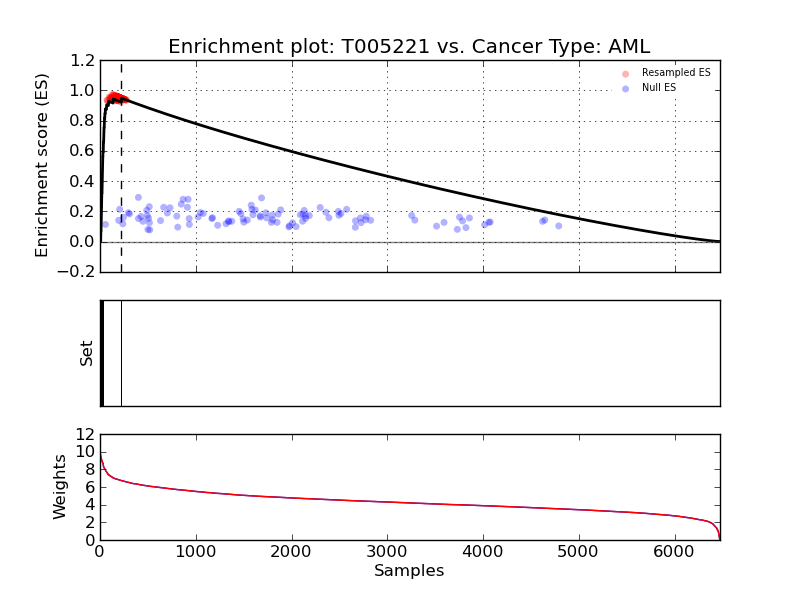 Enrichment plot: T005221 vs. Cancer Type: AML
Enrichment score (ES)
1.2
1.0
0.8
0.6
0.4
0.2
0.0
−0.2
Resampled ES
Null ES
Set
Weights
12
10
8
6
4
2
0
0 1000 2000 3000 4000 5000 6000
Samples